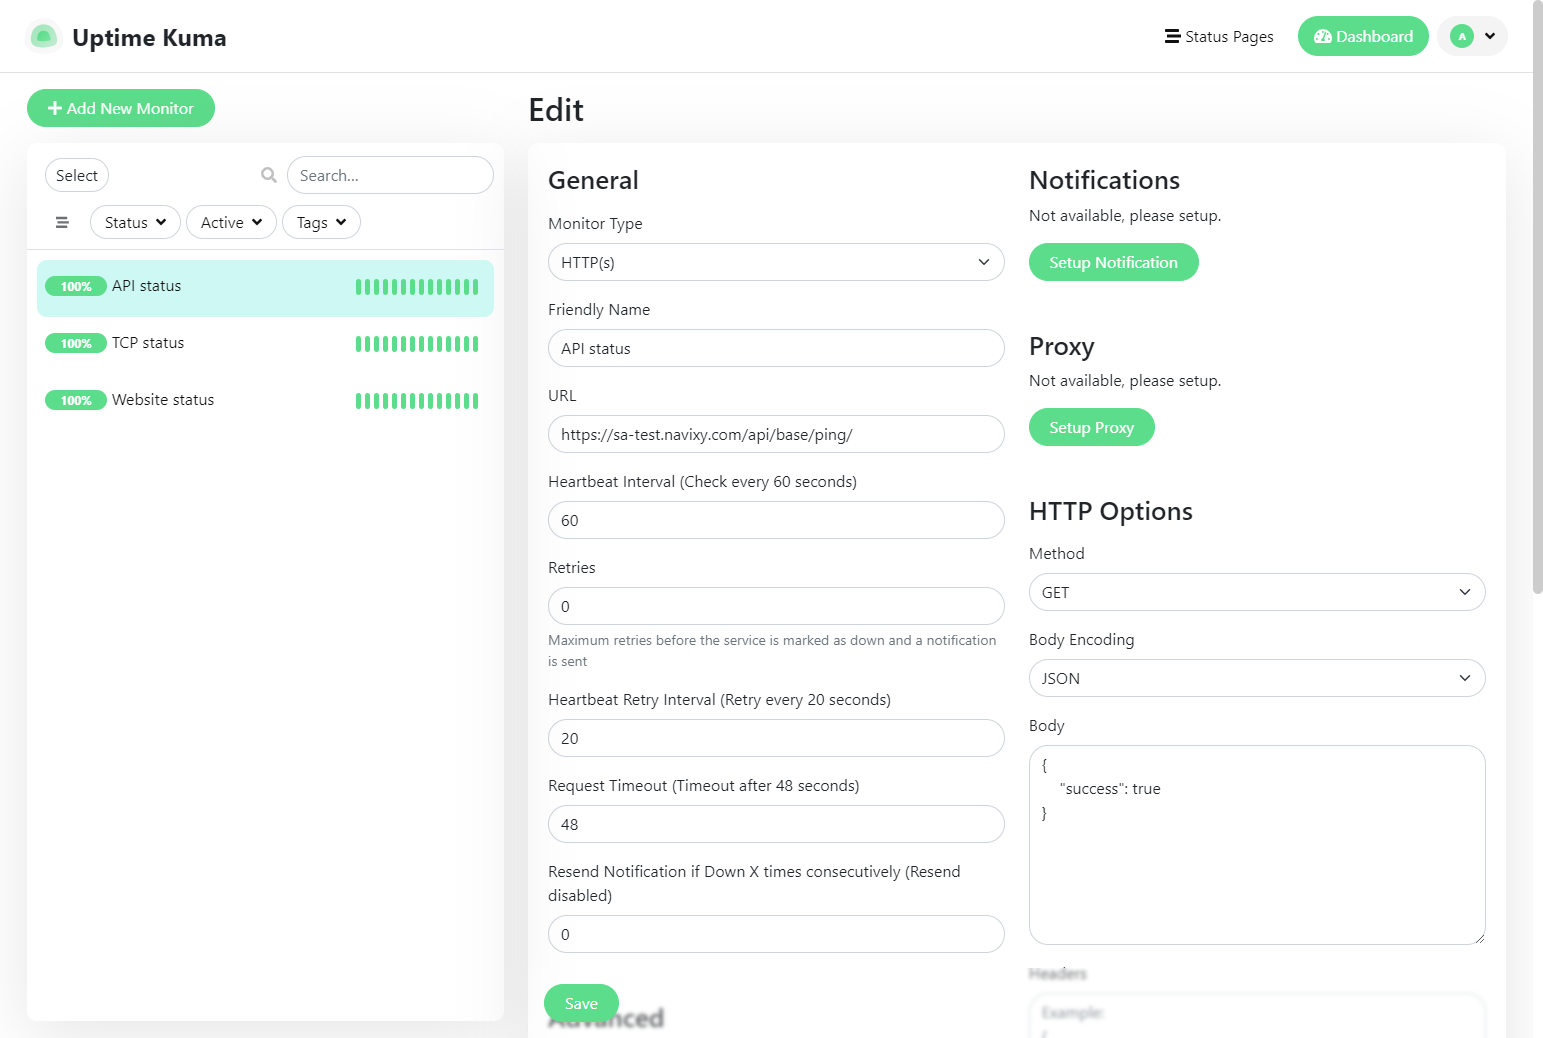 Uptime Kuma
Status Pages
Dashboard
A
Add New Monitor
Select
Search...
Status
Active
Tags
100% API status
100% TCP status
100% Website status
Edit
General
Monitor Type
HTTP(s)
Friendly Name
API status
URL
https://sa-test.navixy.com/api/base/ping/
Heartbeat Interval (Check every 60 seconds)
60
Retries
0
Maximum retries before the service is marked as down and a notification
is sent
Heartbeat Retry Interval (Retry every 20 seconds)
20
Request Timeout (Timeout after 48 seconds)
48
Resend Notification if Down X times consecutively (Resend
disabled)
0
Save
Advanced
Notifications
Not available, please setup.
Setup Notification
Proxy
Not available, please setup.
Setup Proxy
HTTP Options
Method
GET
Body Encoding
JSON
Body
{
"success": true
}
Headers
Example:
{